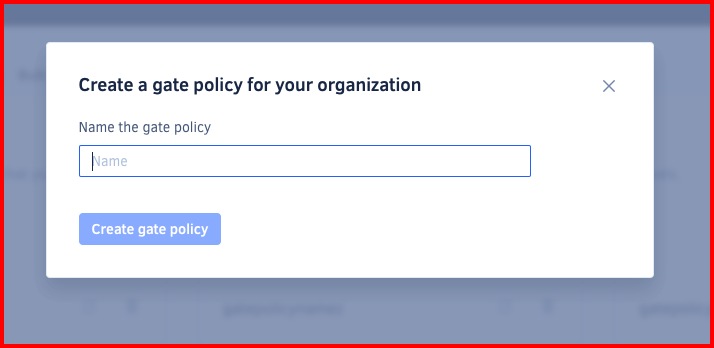 Create a gate policy for your organization
Name the gate policy
Name
Create gate policy